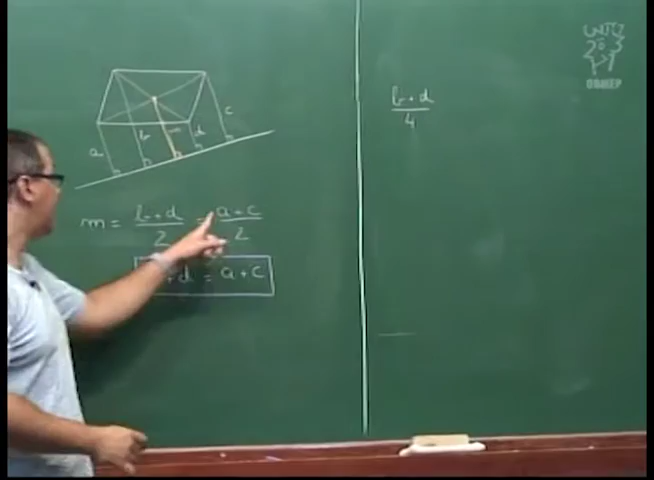 c
b m d
a
m = b+d/2 = a+c/2
+d = a+c
b+d
4
OBMEP